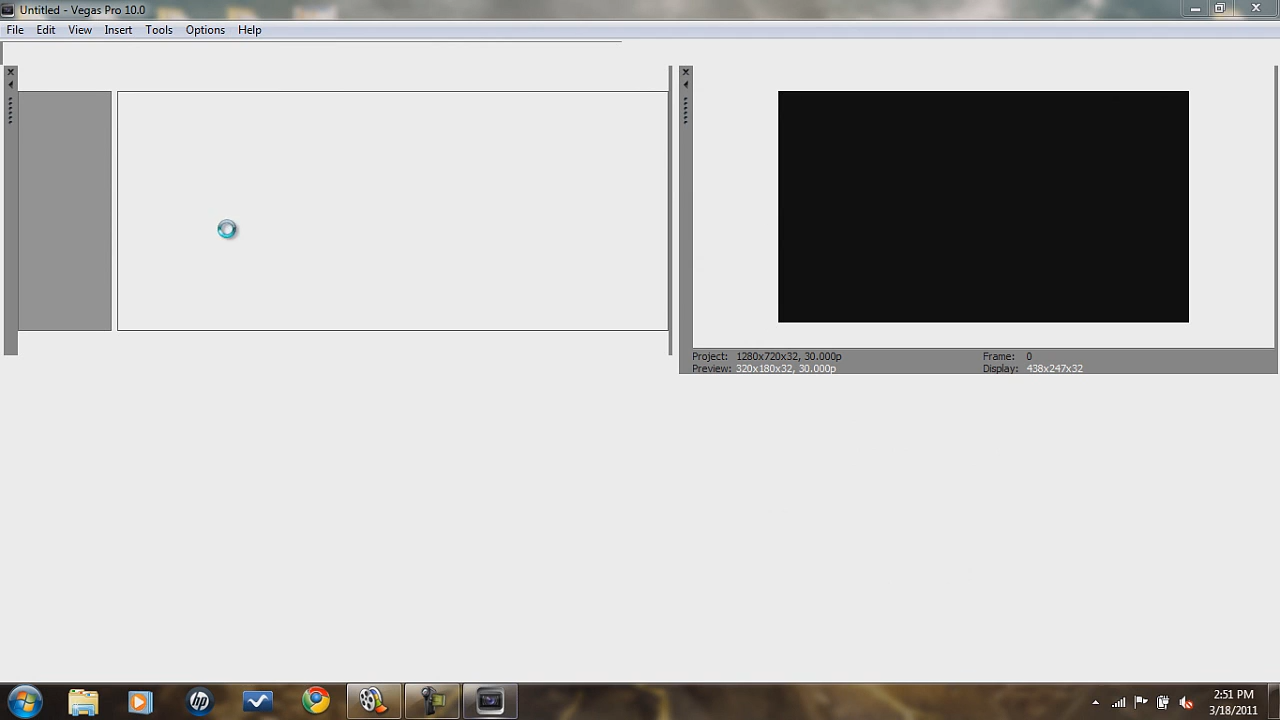 Untitled - Vegas Pro 10.0
File Edit View Insert Tools Options Help
Project: 1280x720x32, 30.000p Frame: 0
Preview: 320x180x32, 30.000p Display: 438x247x32
hp
2:51 PM
3/18/2011